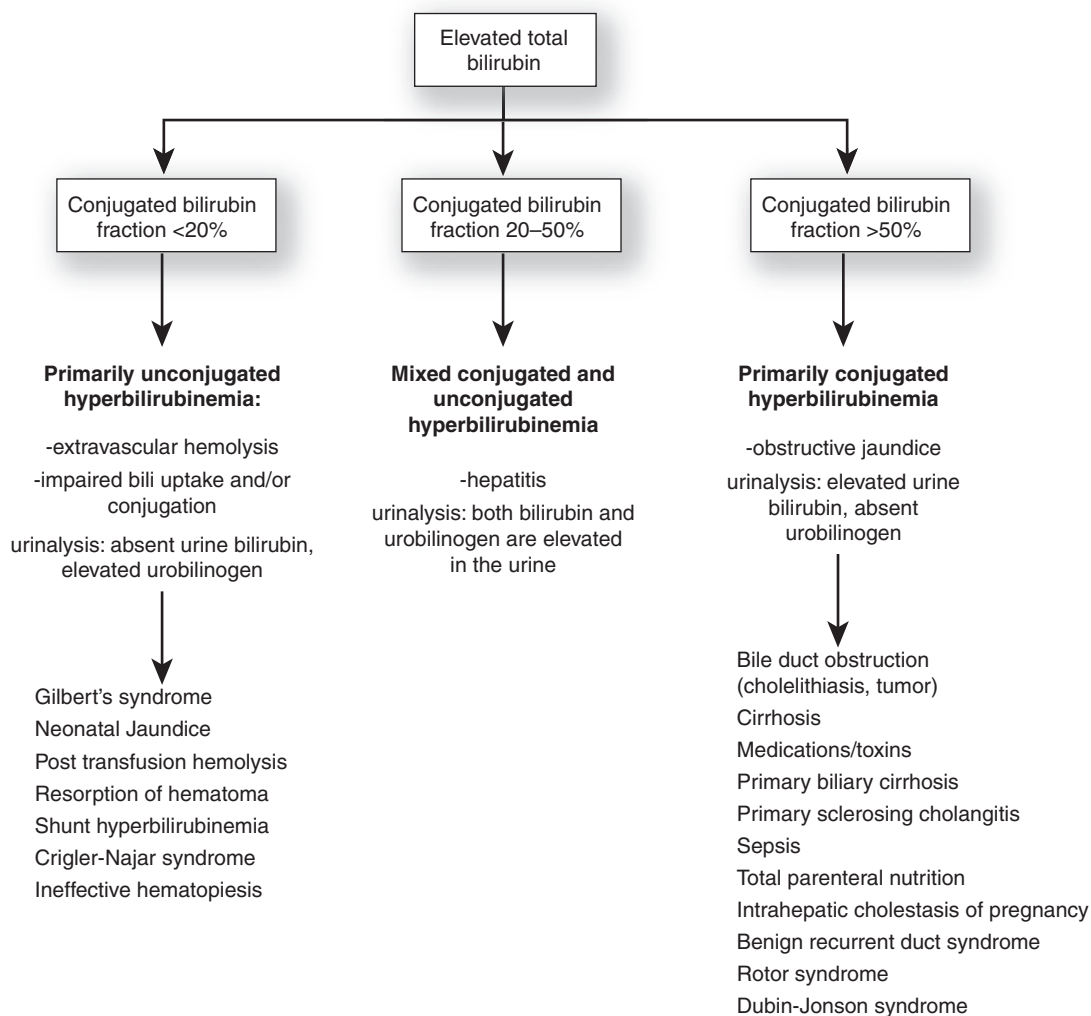 Elevated total
bilirubin
Conjugated bilirubin
fraction <20%
Conjugated bilirubin
fraction 20–50%
Conjugated bilirubin
fraction >50%
Primarily unconjugated
hyperbilirubinemia:
-extravascular hemolysis
-impaired bili uptake and/or
conjugation
urinalysis: absent urine bilirubin,
elevated urobilinogen
Gilbert’s syndrome
Neonatal Jaundice
Post transfusion hemolysis
Resorption of hematoma
Shunt hyperbilirubinemia
Crigler-Najar syndrome
Ineffective hematopiesis
Mixed conjugated and
unconjugated
hyperbilirubinemia
-hepatitis
urinalysis: both bilirubin and
urobilinogen are elevated
in the urine
Primarily conjugated
hyperbilirubinemia
-obstructive jaundice
urinalysis: elevated urine
bilirubin, absent
urobilinogen
Bile duct obstruction
(cholelithiasis, tumor)
Cirrhosis
Medications/toxins
Primary biliary cirrhosis
Primary sclerosing cholangitis
Sepsis
Total parenteral nutrition
Intrahepatic cholestasis of pregnancy
Benign recurrent duct syndrome
Rotor syndrome
Dubin-Jonson syndrome